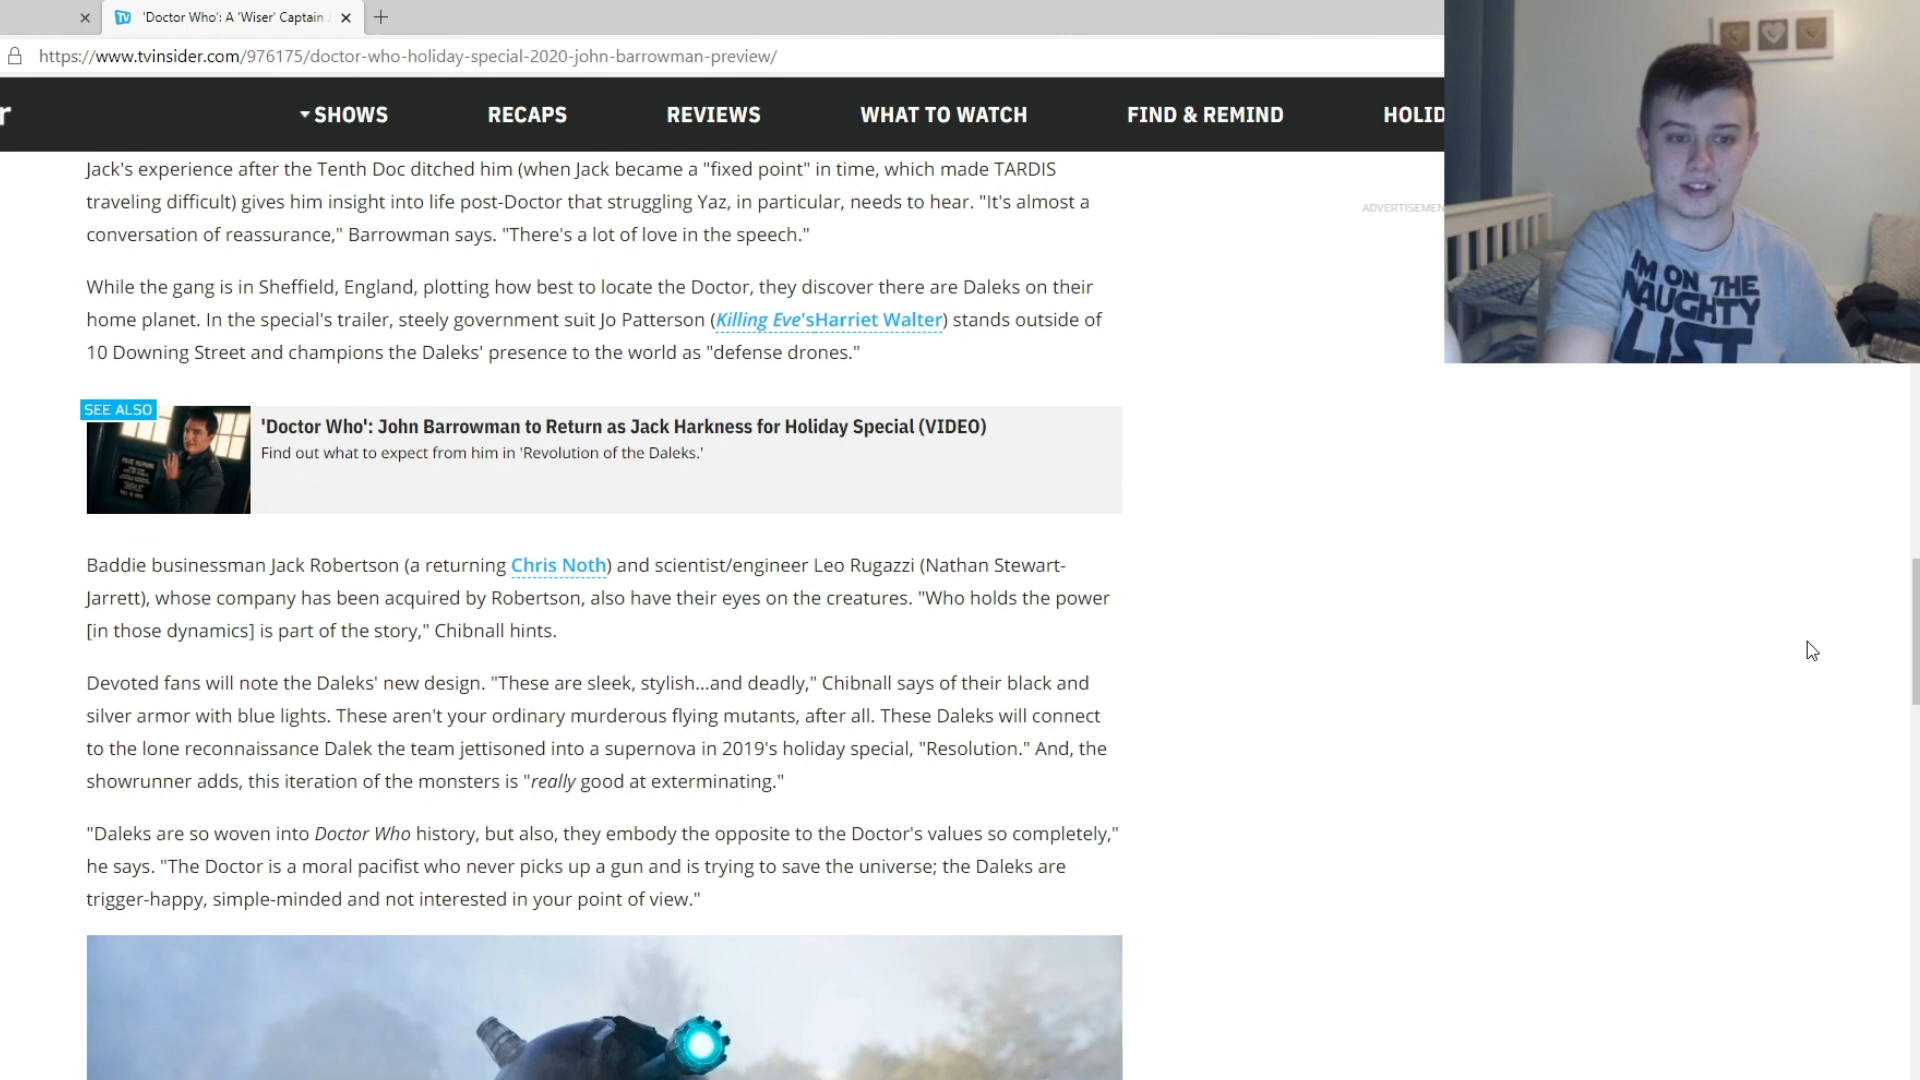 'Doctor Who': A 'Wiser' Captain
https://www.tvinsider.com/976175/doctor-who-holiday-special-2020-john-barrowman-preview/
r
SHOWS
RECAPS
REVIEWS
WHAT TO WATCH
FIND & REMIND
HOLID
Jack's experience after the Tenth Doc ditched him (when Jack became a "fixed point" in time, which made TARDIS
traveling difficult) gives him insight into life post-Doctor that struggling Yaz, in particular, needs to hear. "It's almost a
conversation of reassurance," Barrowman says. "There's a lot of love in the speech."
ADVERTISEMEN
I'M ON THE
NAUGHTY
LIST
While the gang is in Sheffield, England, plotting how best to locate the Doctor, they discover there are Daleks on their
home planet. In the special's trailer, steely government suit Jo Patterson (Killing Eve'sHarriet Walter) stands outside of
10 Downing Street and champions the Daleks' presence to the world as "defense drones."
SEE ALSO
'Doctor Who': John Barrowman to Return as Jack Harkness for Holiday Special (VIDEO)
Find out what to expect from him in 'Revolution of the Daleks.'
Baddie businessman Jack Robertson (a returning Chris Noth) and scientist/engineer Leo Rugazzi (Nathan Stewart-
Jarrett), whose company has been acquired by Robertson, also have their eyes on the creatures. "Who holds the power
[in those dynamics] is part of the story," Chibnall hints.
Devoted fans will note the Daleks' new design. "These are sleek, stylish...and deadly," Chibnall says of their black and
silver armor with blue lights. These aren't your ordinary murderous flying mutants, after all. These Daleks will connect
to the lone reconnaissance Dalek the team jettisoned into a supernova in 2019's holiday special, "Resolution." And, the
showrunner adds, this iteration of the monsters is "really good at exterminating."
"Daleks are so woven into Doctor Who history, but also, they embody the opposite to the Doctor's values so completely,"
he says. "The Doctor is a moral pacifist who never picks up a gun and is trying to save the universe; the Daleks are
trigger-happy, simple-minded and not interested in your point of view."